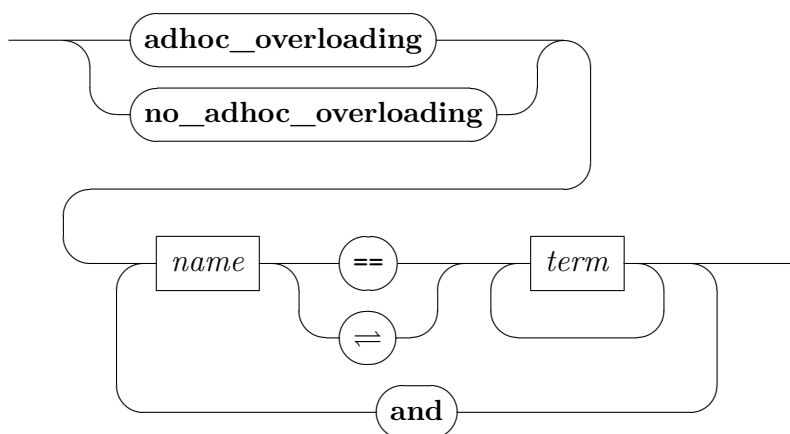 adhoc_overloading
no_adhoc_overloading
name == term
⇌
and